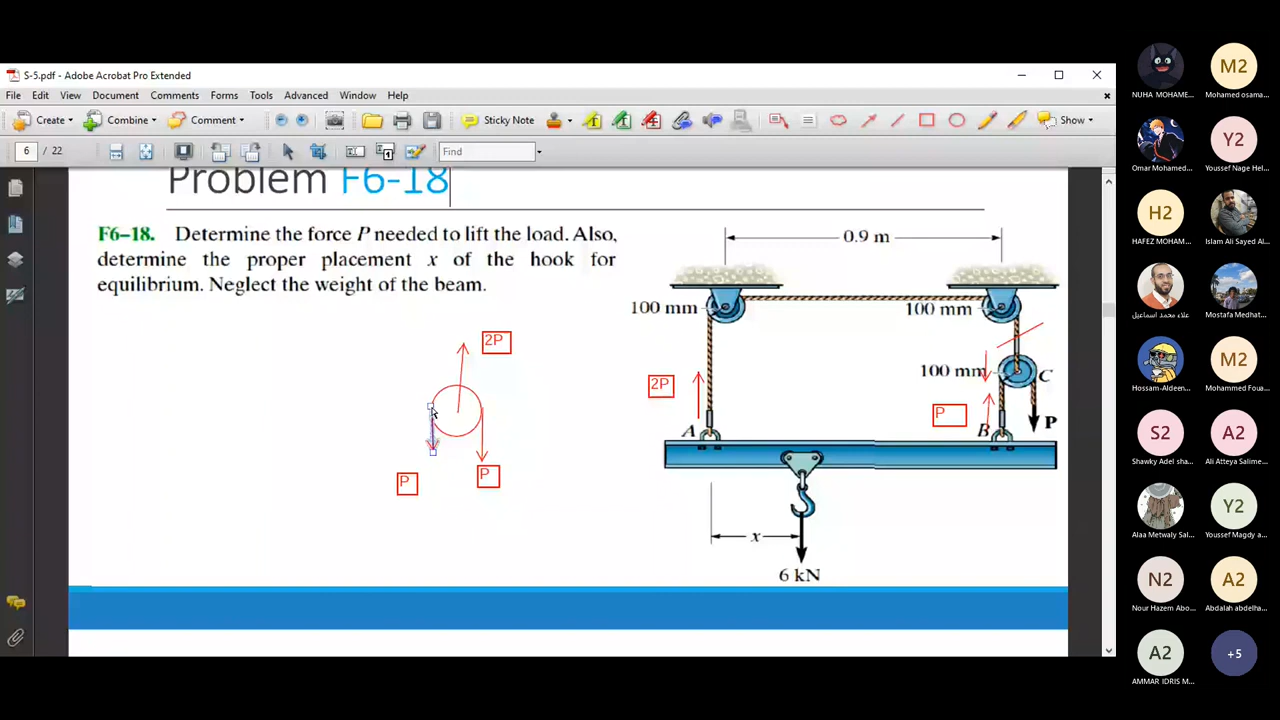 S-5.pdf - Adobe Acrobat Pro Extended
File Edit View Document Comments Forms Tools Advanced Window Help
Create Combine Comment Sticky Note Show
6 / 22 Find
Problem F6-18
F6–18. Determine the force P needed to lift the load. Also,
determine the proper placement x of the hook for
equilibrium. Neglect the weight of the beam.
0.9 m
100 mm
100 mm
2P
100 mm
C
2P
P
P
A
B
P
P
x
6 kN
NUHA MOHAME...
M2
Mohamed osama...
Omar Mohamed...
Y2
Youssef Nage Hel...
H2
HAFEZ MOHAM...
Islam Ali Sayed Al...
علاء محمد اسماعيل
Mostafa Medhat...
Hossam-Aldeen...
M2
Mohammed Foua...
S2
Shawky Adel sha...
A2
Ali Atteya Salime...
Alaa Metwaly Sal...
Y2
Youssef Magdy a...
N2
Nour Hazem Abo...
A2
Abdalah abdelha...
A2
AMMAR IDRIS M...
+5